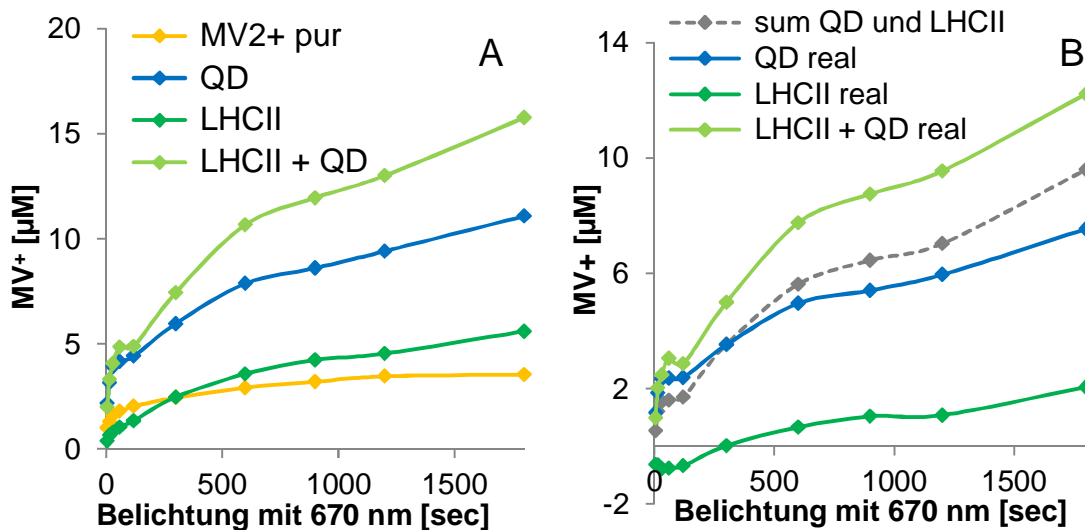 20
MV2+ pur
QD
LHCII
LHCII + QD
A
15
10
5
0
MV⁺ [µM]
0
500
1000
1500
Belichtung mit 670 nm [sec]
sum QD und LHCII
QD real
LHCII real
LHCII + QD real
B
14
10
6
2
-2
MV+ [µM]
0
500
1000
1500
Belichtung mit 670 nm [sec]